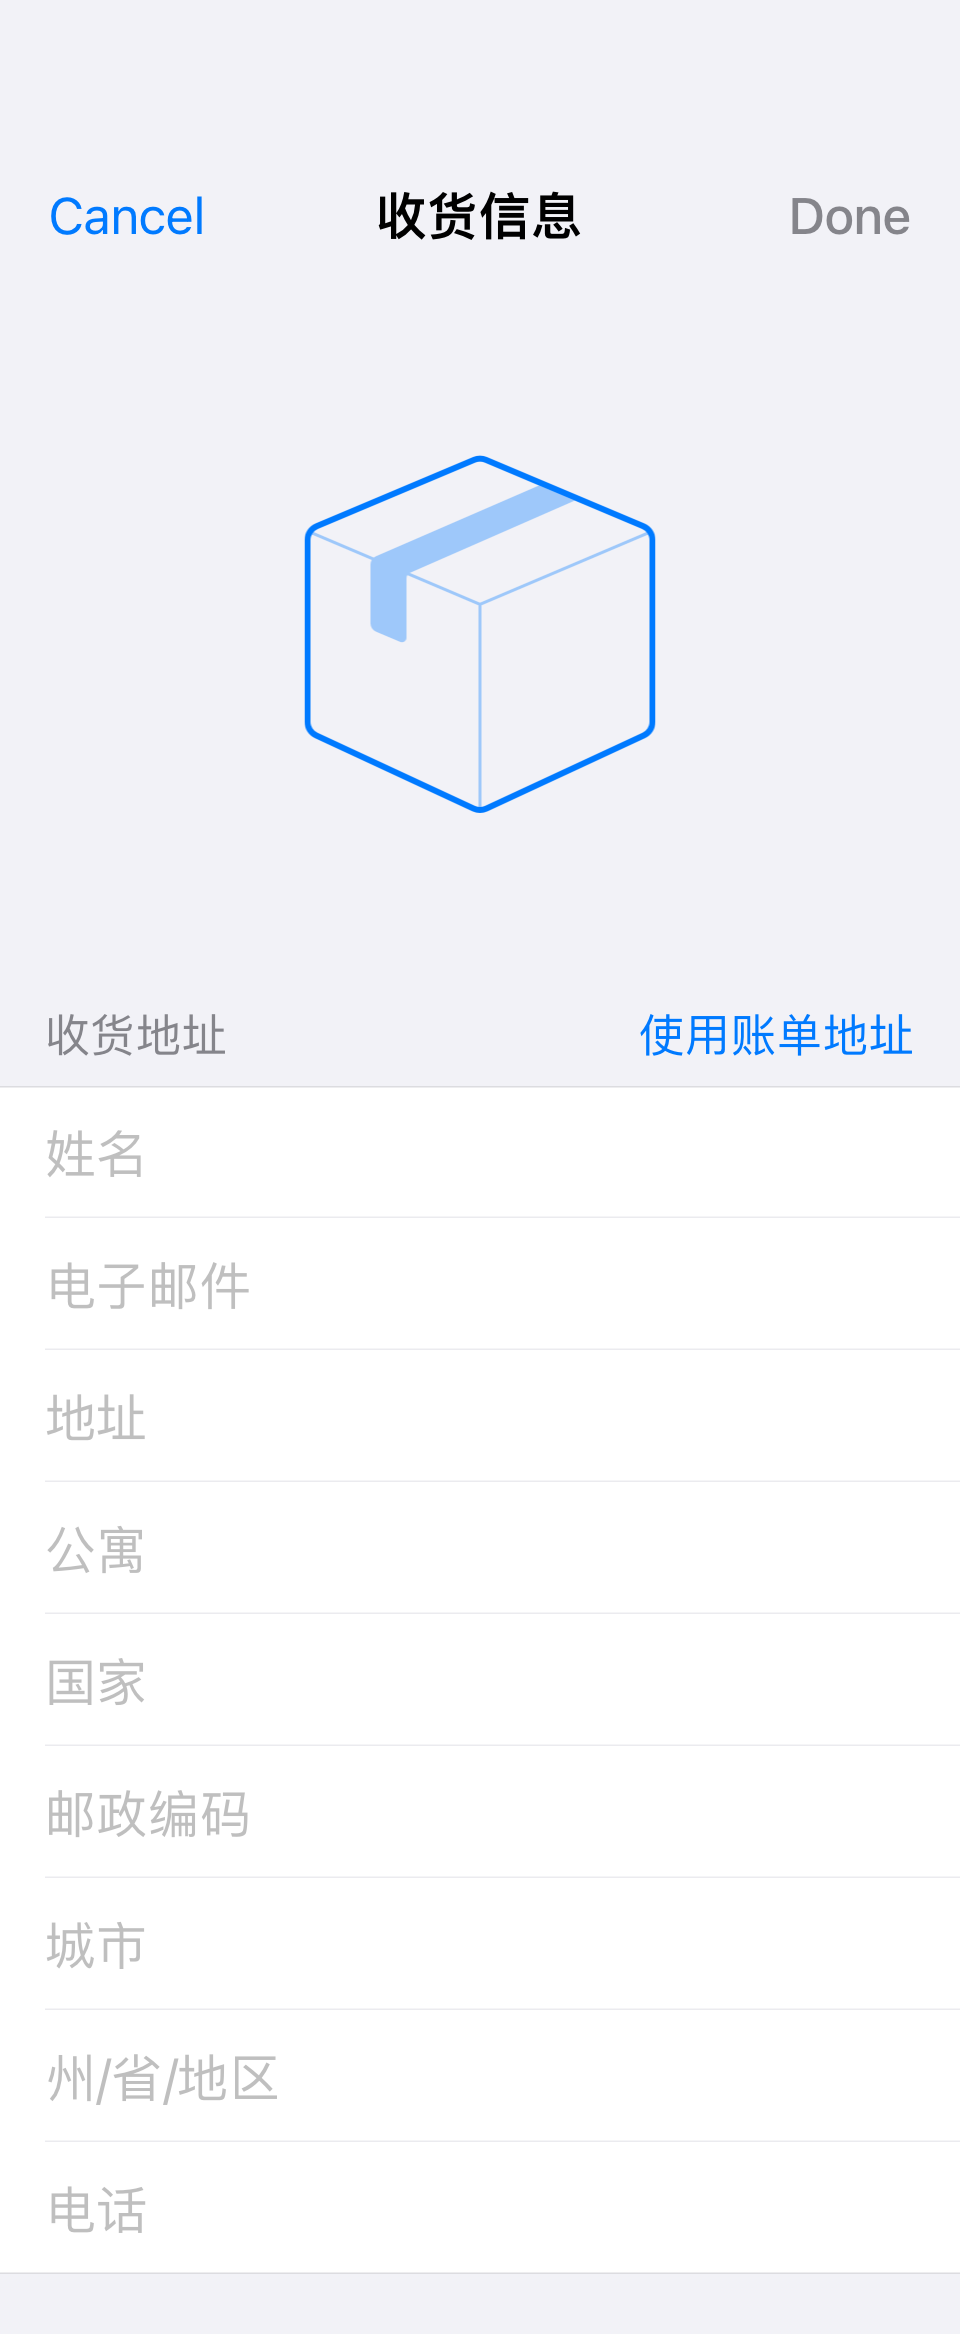 Cancel 收货信息 Done
收货地址 使用账单地址
姓名
电子邮件
地址
公寓
国家
邮政编码
城市
州/省/地区
电话